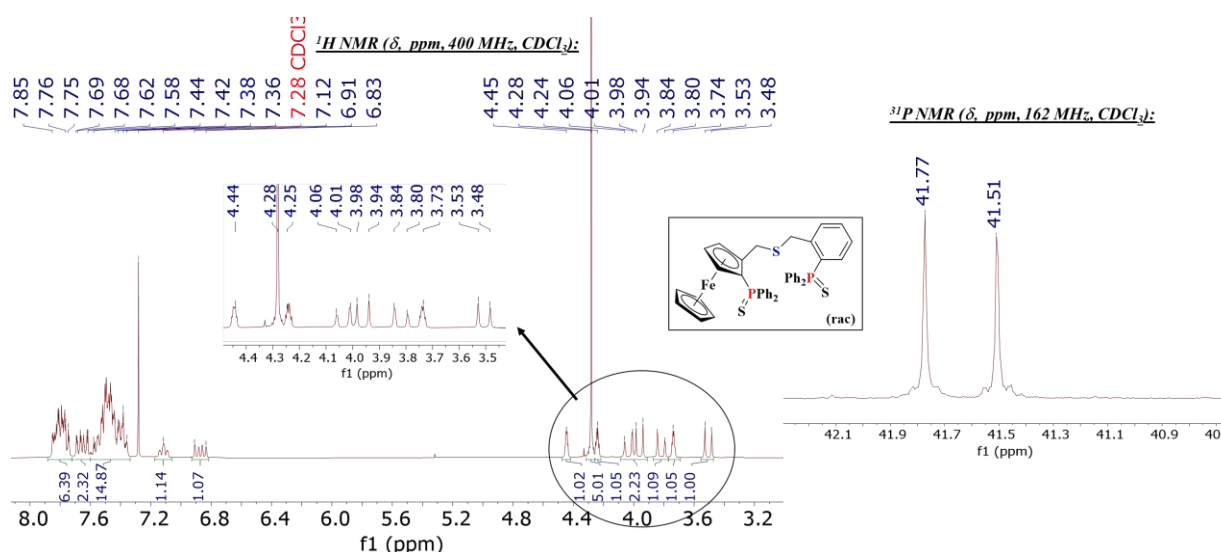 ¹H NMR (δ, ppm, 400 MHz, CDCl₃):
7.85 7.76 7.75 7.69 7.68 7.62 7.58 7.44 7.42 7.38 7.36 7.28 CDCl3 7.12 6.91 6.83
4.45 4.28 4.24 4.06 4.01 3.98 3.94 3.84 3.80 3.74 3.53 3.48
4.44 4.28 4.25 4.06 4.01 3.98 3.94 3.84 3.80 3.73 3.53 3.48
4.4 4.3 4.2 4.1 4.0 3.9 3.8 3.7 3.6 3.5
f1 (ppm)
S
Fe
PPh₂
S
Ph₂P
S
(rac)
6.39 2.32 14.87 1.14 1.07 1.02 5.01 1.05 2.23 1.09 1.05 1.00
8.0 7.6 7.2 6.8 6.4 6.0 5.6 5.2 4.8 4.4 4.0 3.6 3.2
f1 (ppm)
³¹P NMR (δ, ppm, 162 MHz, CDCl₃):
41.77 41.51
42.1 41.9 41.7 41.5 41.3 41.1 40.9 40
f1 (ppm)